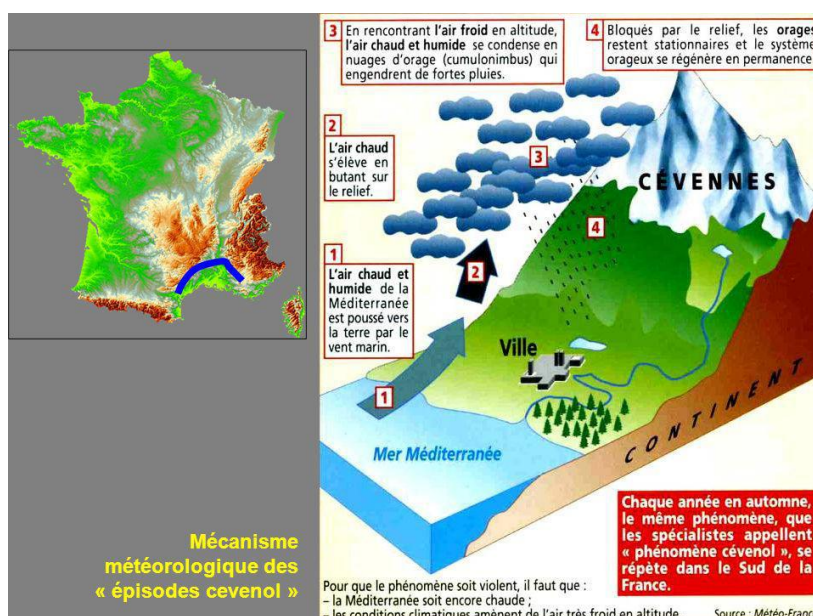 3 En rencontrant l'air froid en altitude,
l'air chaud et humide se condense en
nuages d'orage (cumulonimbus) qui
engendrent de fortes pluies.
4 Bloqués par le relief, les orages
restent stationnaires et le système
orageux se régénère en permanence
2
L'air chaud
s'élève en
butant sur
le relief.
3
CÉVENNES
4
1
L'air chaud et
humide de la
Méditerranée
est poussé vers
la terre par le
vent marin.
2
Ville
1
Mer Méditerranée
CONTINENT
Mécanisme
météorologique des
« épisodes cevenol »
Chaque année en automne,
le même phénomène, que
les spécialistes appellent
« phénomène cévenol », se
répète dans le Sud de la
France.
Pour que le phénomène soit violent, il faut que :
– la Méditerranée soit encore chaude ;
– les conditions climatiques amènent de l'air très froid en altitude
Source : Météo-Franc